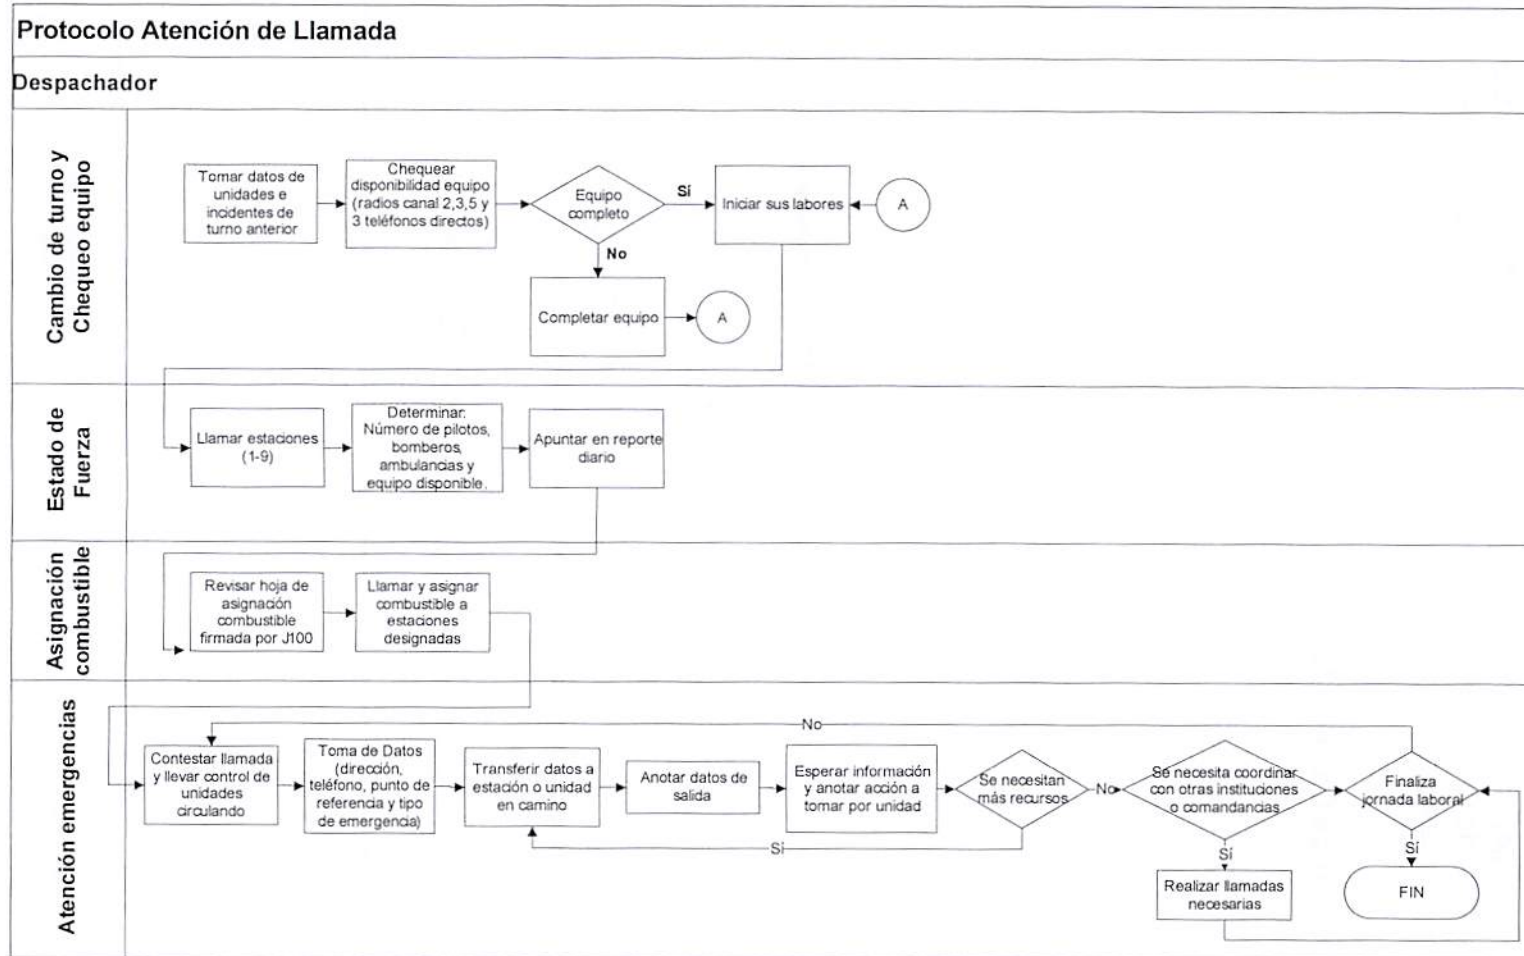 Protocolo Atención de Llamada
Despachador
Cambio de turno y
Chequeo equipo
Tomar datos de
unidades e
incidentes de
turno anterior
Chequear
disponibilidad equipo
(radios canal 2,3,5 y
3 teléfonos directos)
Equipo
completo
Sí
No
Iniciar sus labores
A
Completar equipo
A
Estado de
Fuerza
Llamar estaciones
(1-9)
Determinar:
Número de pilotos,
bomberos,
ambulancias y
equipo disponible.
Apuntar en reporte
diario
Asignación
combustible
Revisar hoja de
asignación
combustible
firmada por J100
Llamar y asignar
combustible a
estaciones
designadas
Atención emergencias
No
Contestar llamada
y llevar control de
unidades
circulando
Toma de Datos
(dirección,
teléfono, punto de
referencia y tipo
de emergencia)
Transferir datos a
estación o unidad
en camino
Anotar datos de
salida
Esperar información
y anotar acción a
tomar por unidad
Se necesitan
más recursos
No
Sí
Se necesita coordinar
con otras instituciones
o comandancias
Sí
Realizar llamadas
necesarias
Finaliza
jornada laboral
Sí
FIN